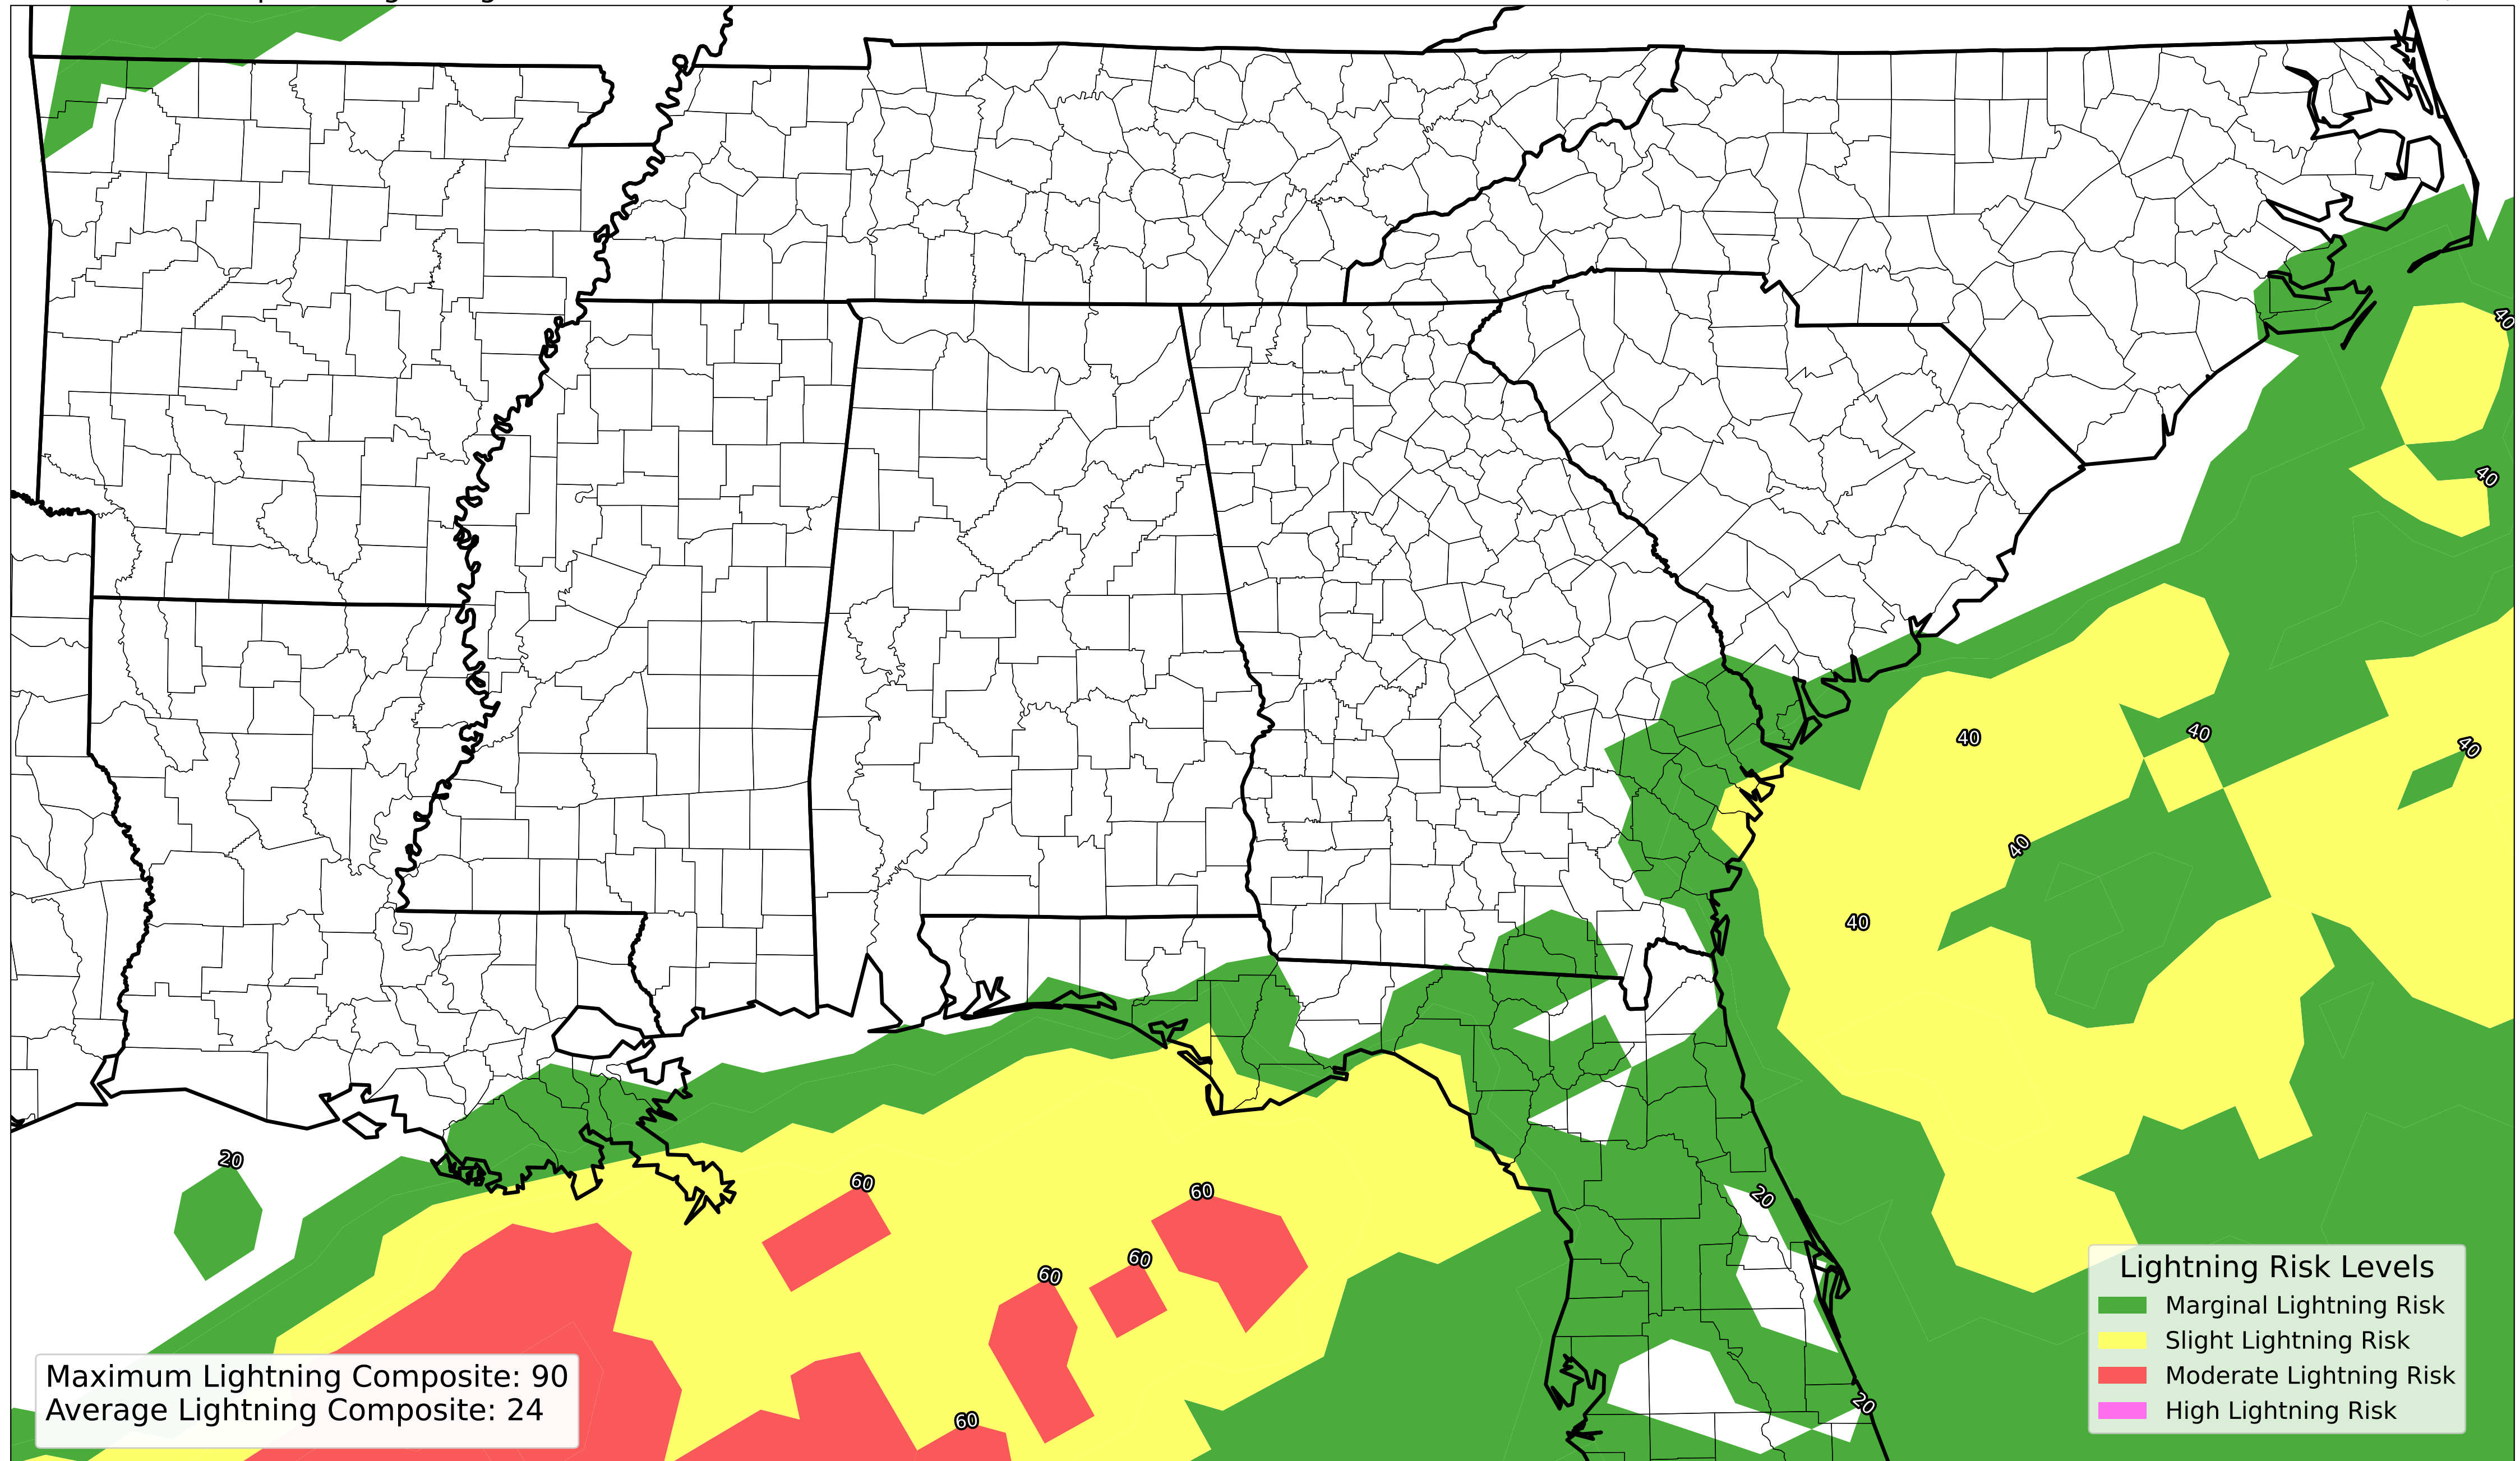 40
40
40
40
40
40
40
20
60
60
20
60
60
Lightning Risk Levels
Marginal Lightning Risk
Slight Lightning Risk
Moderate Lightning Risk
High Lightning Risk
Maximum Lightning Composite: 90
Average Lightning Composite: 24
20
60